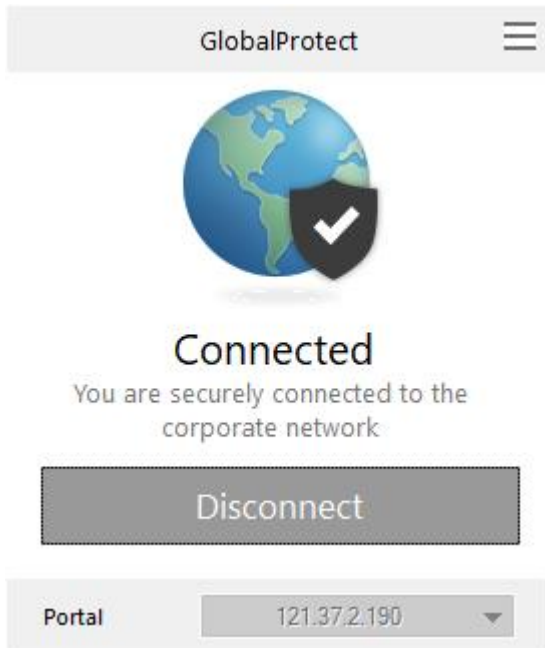 GlobalProtect
Connected
You are securely connected to the
corporate network
Disconnect
Portal 121.37.2.190